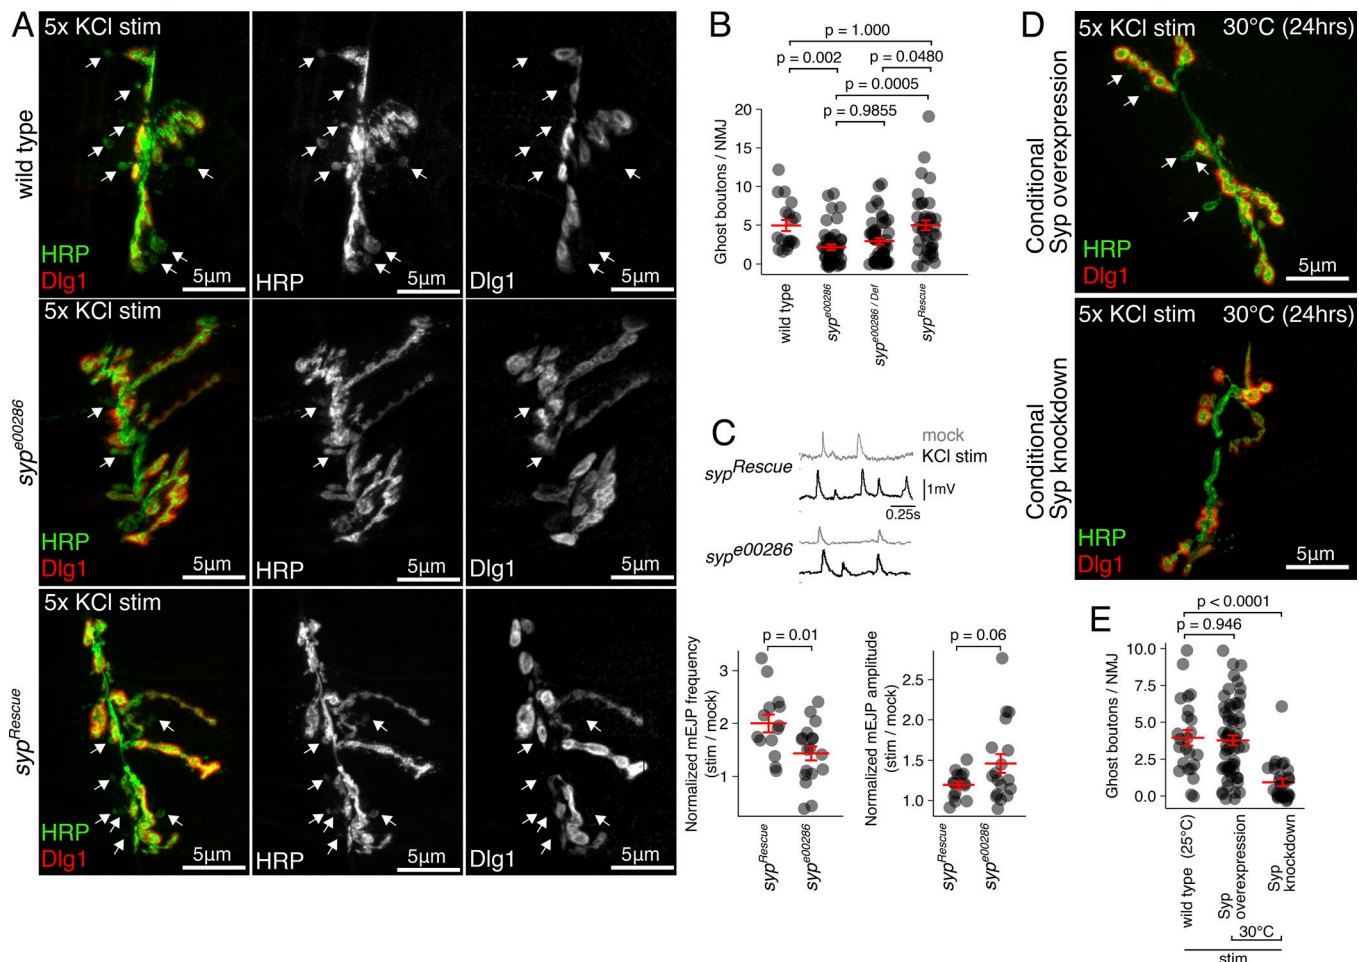 A
5x KCl stim
wild type
HRP
Dlg1
5µm
HRP
5µm
Dlg1
5µm
5x KCl stim
syp^e00286
HRP
Dlg1
5µm
HRP
5µm
Dlg1
5µm
5x KCl stim
syp^Rescue
HRP
Dlg1
5µm
HRP
5µm
Dlg1
5µm
B
p = 1.000
p = 0.002
p = 0.0480
p = 0.0005
p = 0.9855
Ghost boutons / NMJ
20
15
10
5
0
wild type
syp^e00286
syp^e00286 / Def
syp^Rescue
C
syp^Rescue
mock
KCl stim
1mV
0.25s
syp^e00286
p = 0.01
Normalized mEJP frequency
(stim / mock)
3
2
1
syp^Rescue
syp^e00286
p = 0.06
Normalized mEJP amplitude
(stim / mock)
2.5
2.0
1.5
1.0
syp^Rescue
syp^e00286
D
5x KCl stim
30°C (24hrs)
Conditional
Syp overexpression
HRP
Dlg1
5µm
5x KCl stim
30°C (24hrs)
Conditional
Syp knockdown
HRP
Dlg1
5µm
E
p < 0.0001
p = 0.946
Ghost boutons / NMJ
10.0
7.5
5.0
2.5
0.0
wild type (25°C)
Syp
overexpression
Syp
knockdown
30°C
stim